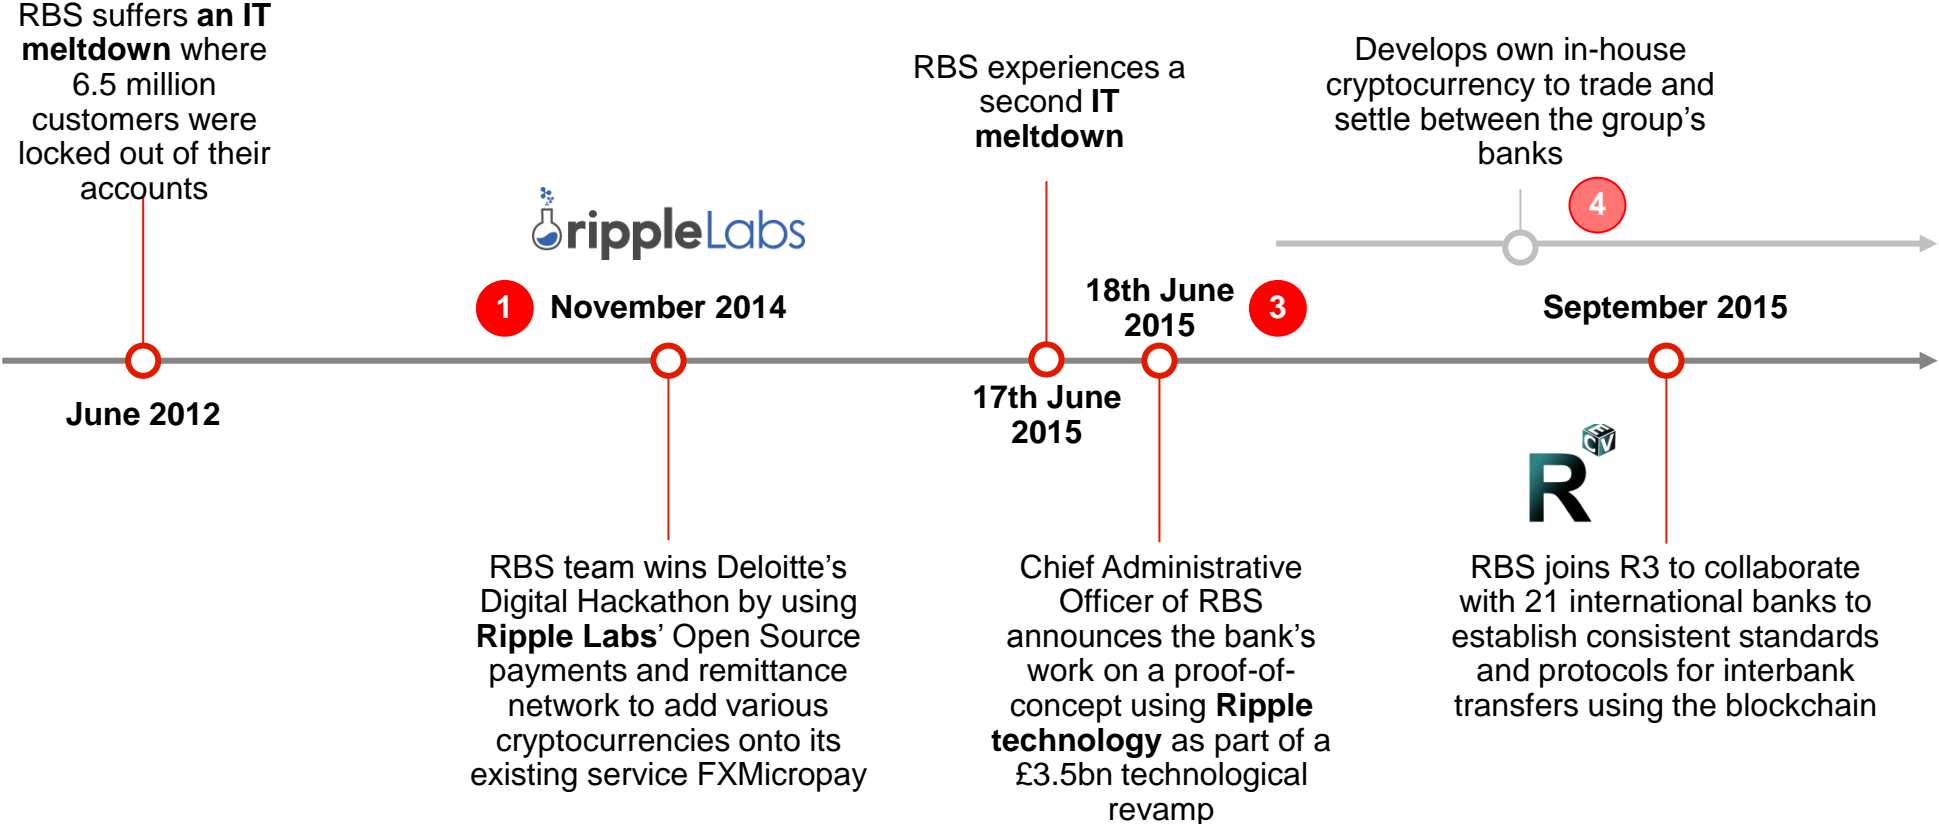 RBS suffers an IT
meltdown where
6.5 million
customers were
locked out of their
accounts
June 2012
rippleLabs
1
November 2014
RBS team wins Deloitte’s
Digital Hackathon by using
Ripple Labs’ Open Source
payments and remittance
network to add various
cryptocurrencies onto its
existing service FXMicropay
RBS experiences a
second IT
meltdown
17th June
2015
18th June
2015
3
Chief Administrative
Officer of RBS
announces the bank’s
work on a proof-of-
concept using Ripple
technology as part of a
£3.5bn technological
revamp
Develops own in-house
cryptocurrency to trade and
settle between the group’s
banks
4
September 2015
R
C E V
RBS joins R3 to collaborate
with 21 international banks to
establish consistent standards
and protocols for interbank
transfers using the blockchain